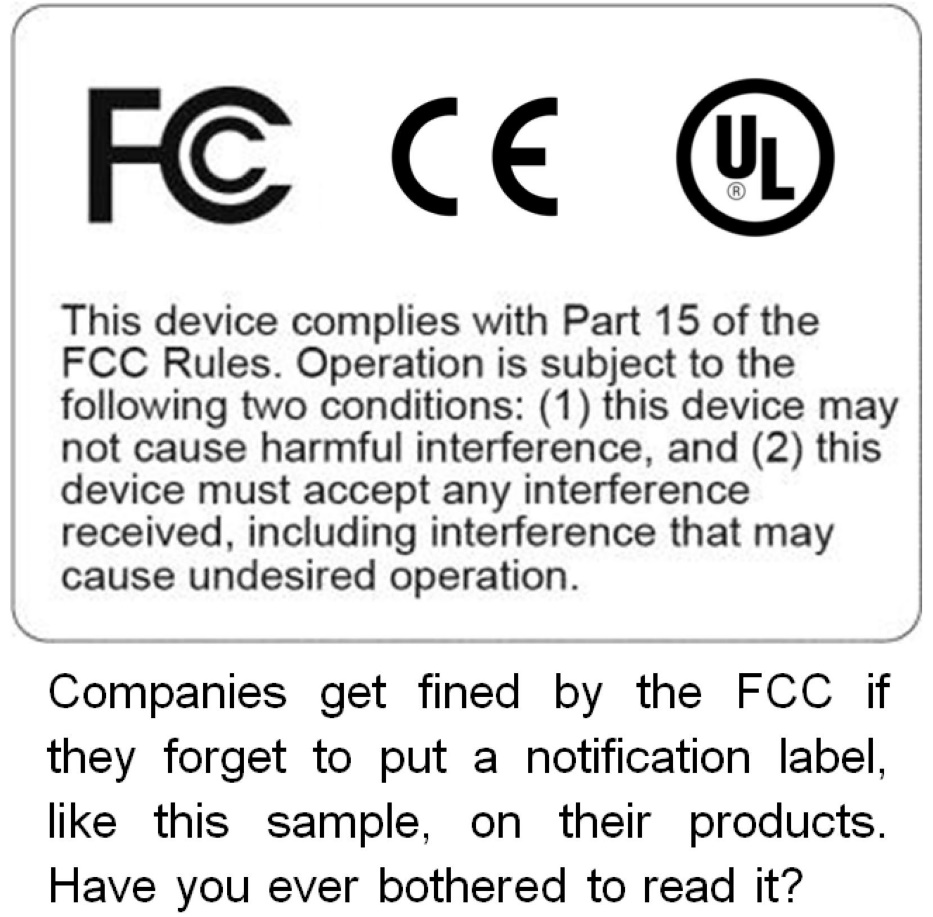 FCC CE UL®
This device complies with Part 15 of the
FCC Rules. Operation is subject to the
following two conditions: (1) this device may
not cause harmful interference, and (2) this
device must accept any interference
received, including interference that may
cause undesired operation.
Companies get fined by the FCC if
they forget to put a notification label,
like this sample, on their products.
Have you ever bothered to read it?